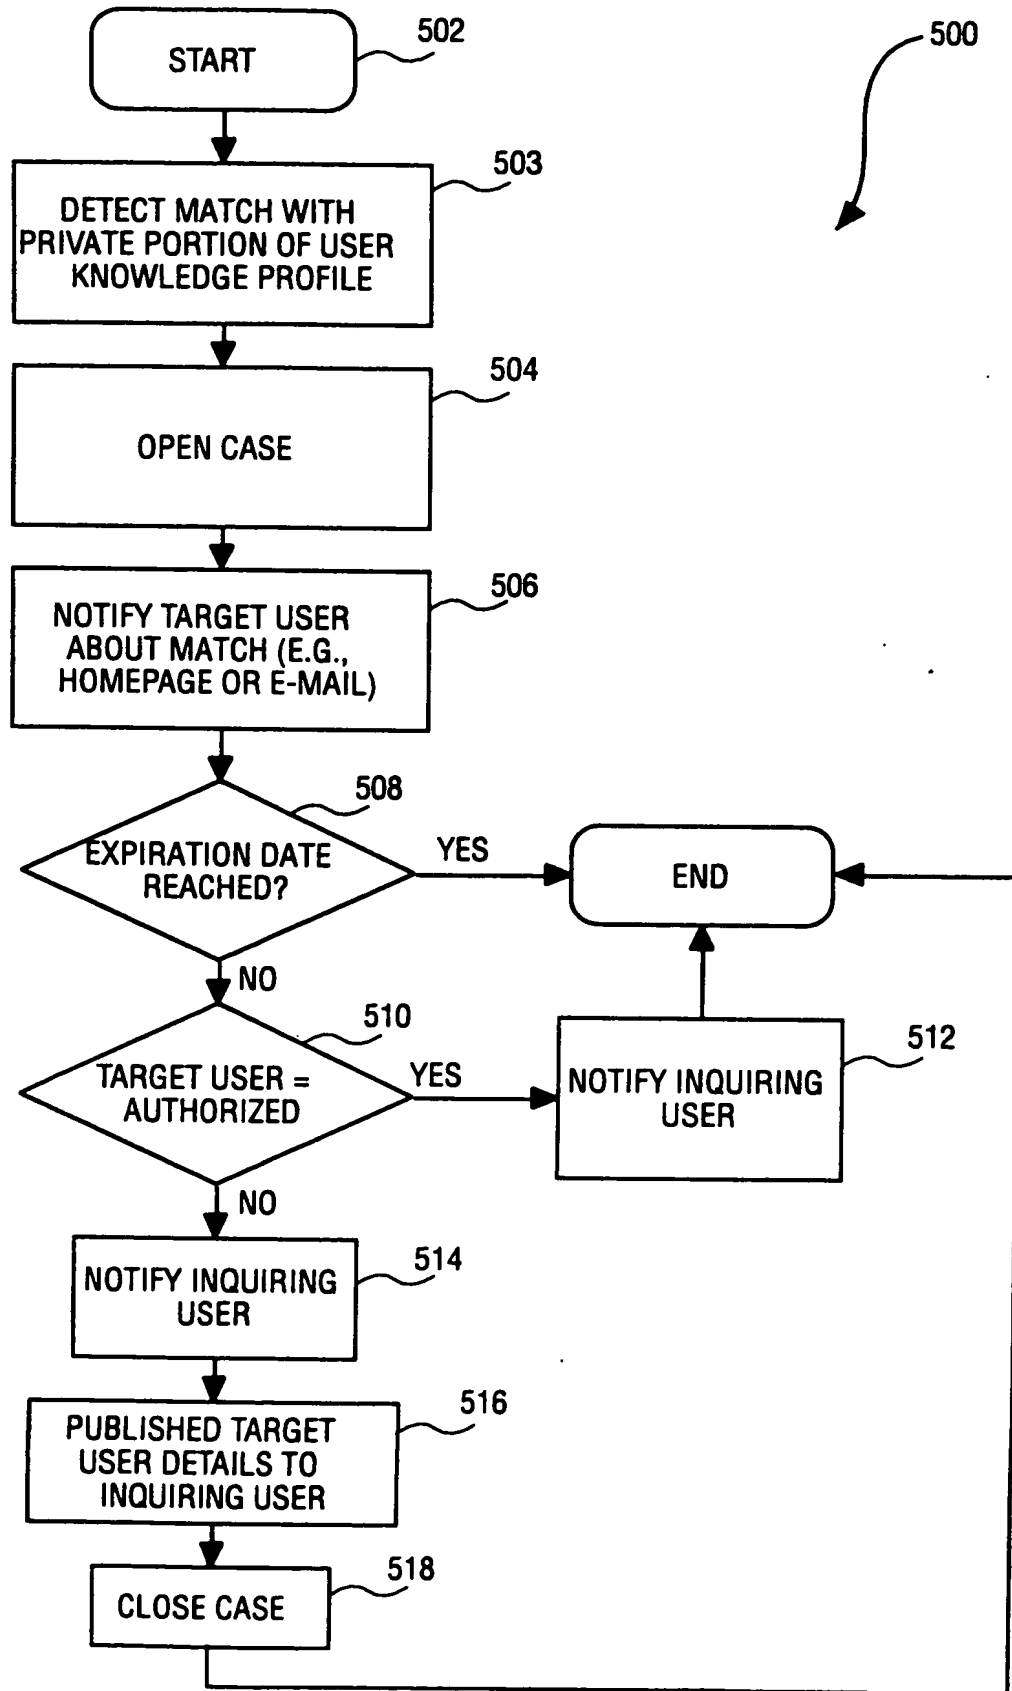 START
502
500
DETECT MATCH WITH
PRIVATE PORTION OF USER
KNOWLEDGE PROFILE
503
OPEN CASE
504
NOTIFY TARGET USER
ABOUT MATCH (E.G.,
HOMEPAGE OR E-MAIL)
506
EXPIRATION DATE
REACHED?
508
YES
END
NO
TARGET USER =
AUTHORIZED
510
YES
NOTIFY INQUIRING
USER
512
NO
NOTIFY INQUIRING
USER
514
PUBLISHED TARGET
USER DETAILS TO
INQUIRING USER
516
CLOSE CASE
518